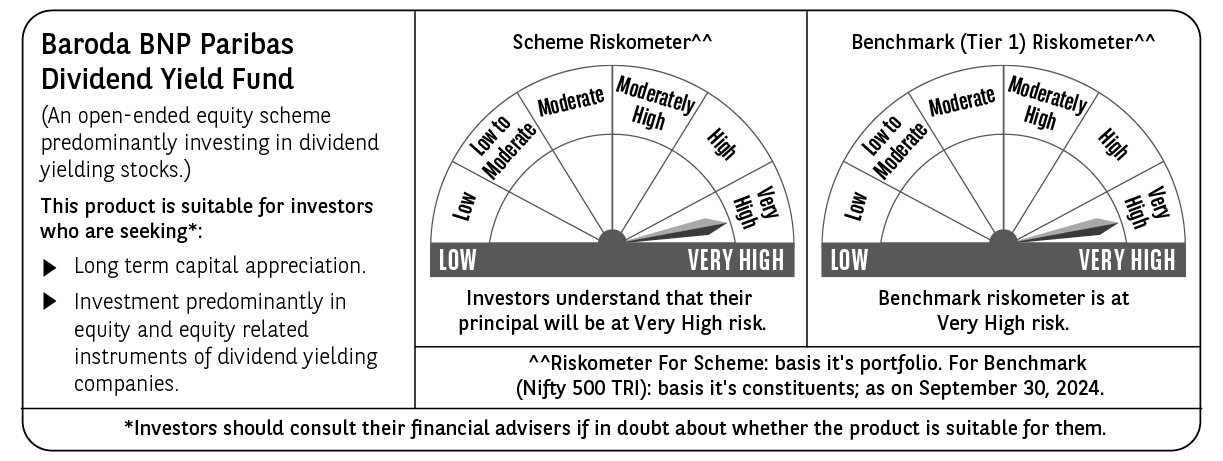 Baroda BNP Paribas
Dividend Yield Fund
(An open-ended equity scheme
predominantly investing in dividend
yielding stocks.)
This product is suitable for investors
who are seeking*:
Long term capital appreciation.
Investment predominantly in
equity and equity related
instruments of dividend yielding
companies.
Scheme Riskometer^^
Low
Low to
Moderate
Moderate
Moderately
High
High
Very
High
LOW
VERY HIGH
Investors understand that their
principal will be at Very High risk.
Benchmark (Tier 1) Riskometer^^
Low
Low to
Moderate
Moderate
Moderately
High
High
Very
High
LOW
VERY HIGH
Benchmark riskometer is at
Very High risk.
^^Riskometer For Scheme: basis it's portfolio. For Benchmark
(Nifty 500 TRI): basis it's constituents; as on September 30, 2024.
*Investors should consult their financial advisers if in doubt about whether the product is suitable for them.